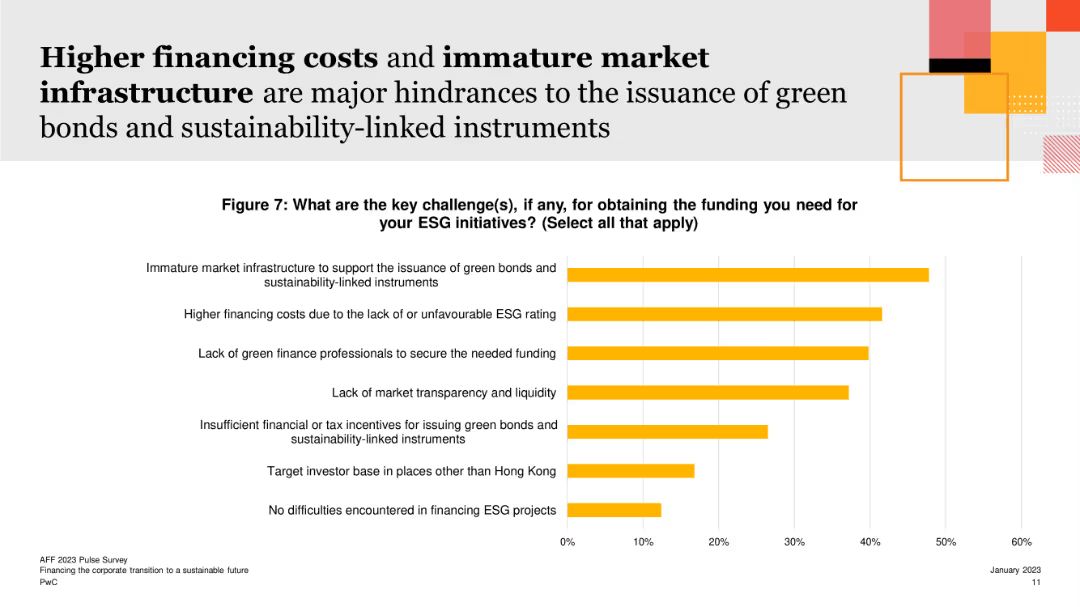 Higher financing costs and immature market
infrastructure are major hindrances to the issuance of green
bonds and sustainability-linked instruments
Figure 7: What are the key challenge(s), if any, for obtaining the funding you need for
your ESG initiatives? (Select all that apply)
Immature market infrastructure to support the issuance of green bonds and
sustainability-linked instruments
Higher financing costs due to the lack of or unfavourable ESG rating
Lack of green finance professionals to secure the needed funding
Lack of market transparency and liquidity
Insufficient financial or tax incentives for issuing green bonds and
sustainability-linked instruments
Target investor base in places other than Hong Kong
No difficulties encountered in financing ESG projects
0% 10% 20% 30% 40% 50% 60%
AFF 2023 Pulse Survey
Financing the corporate transition to a sustainable future
PwC
January 2023
11